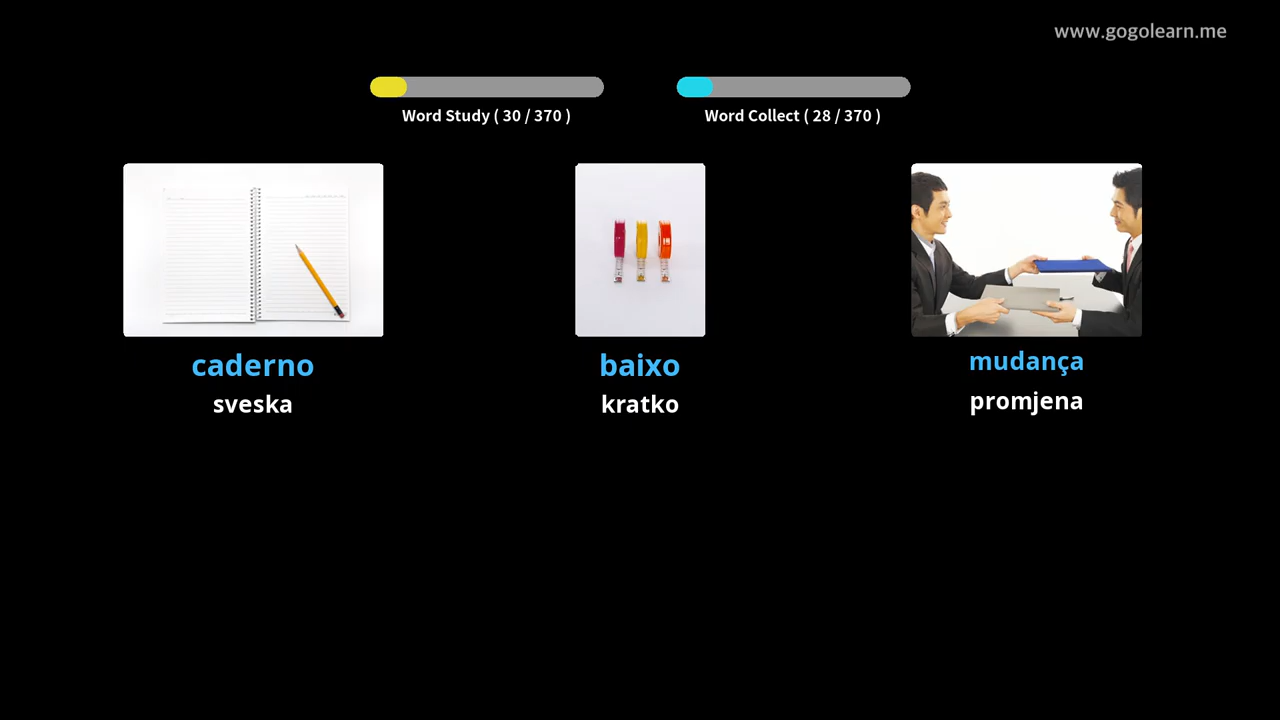 www.gogolearn.me
Word Study ( 30 / 370 )
Word Collect ( 28 / 370 )
caderno
sveska
baixo
kratko
mudança
promjena